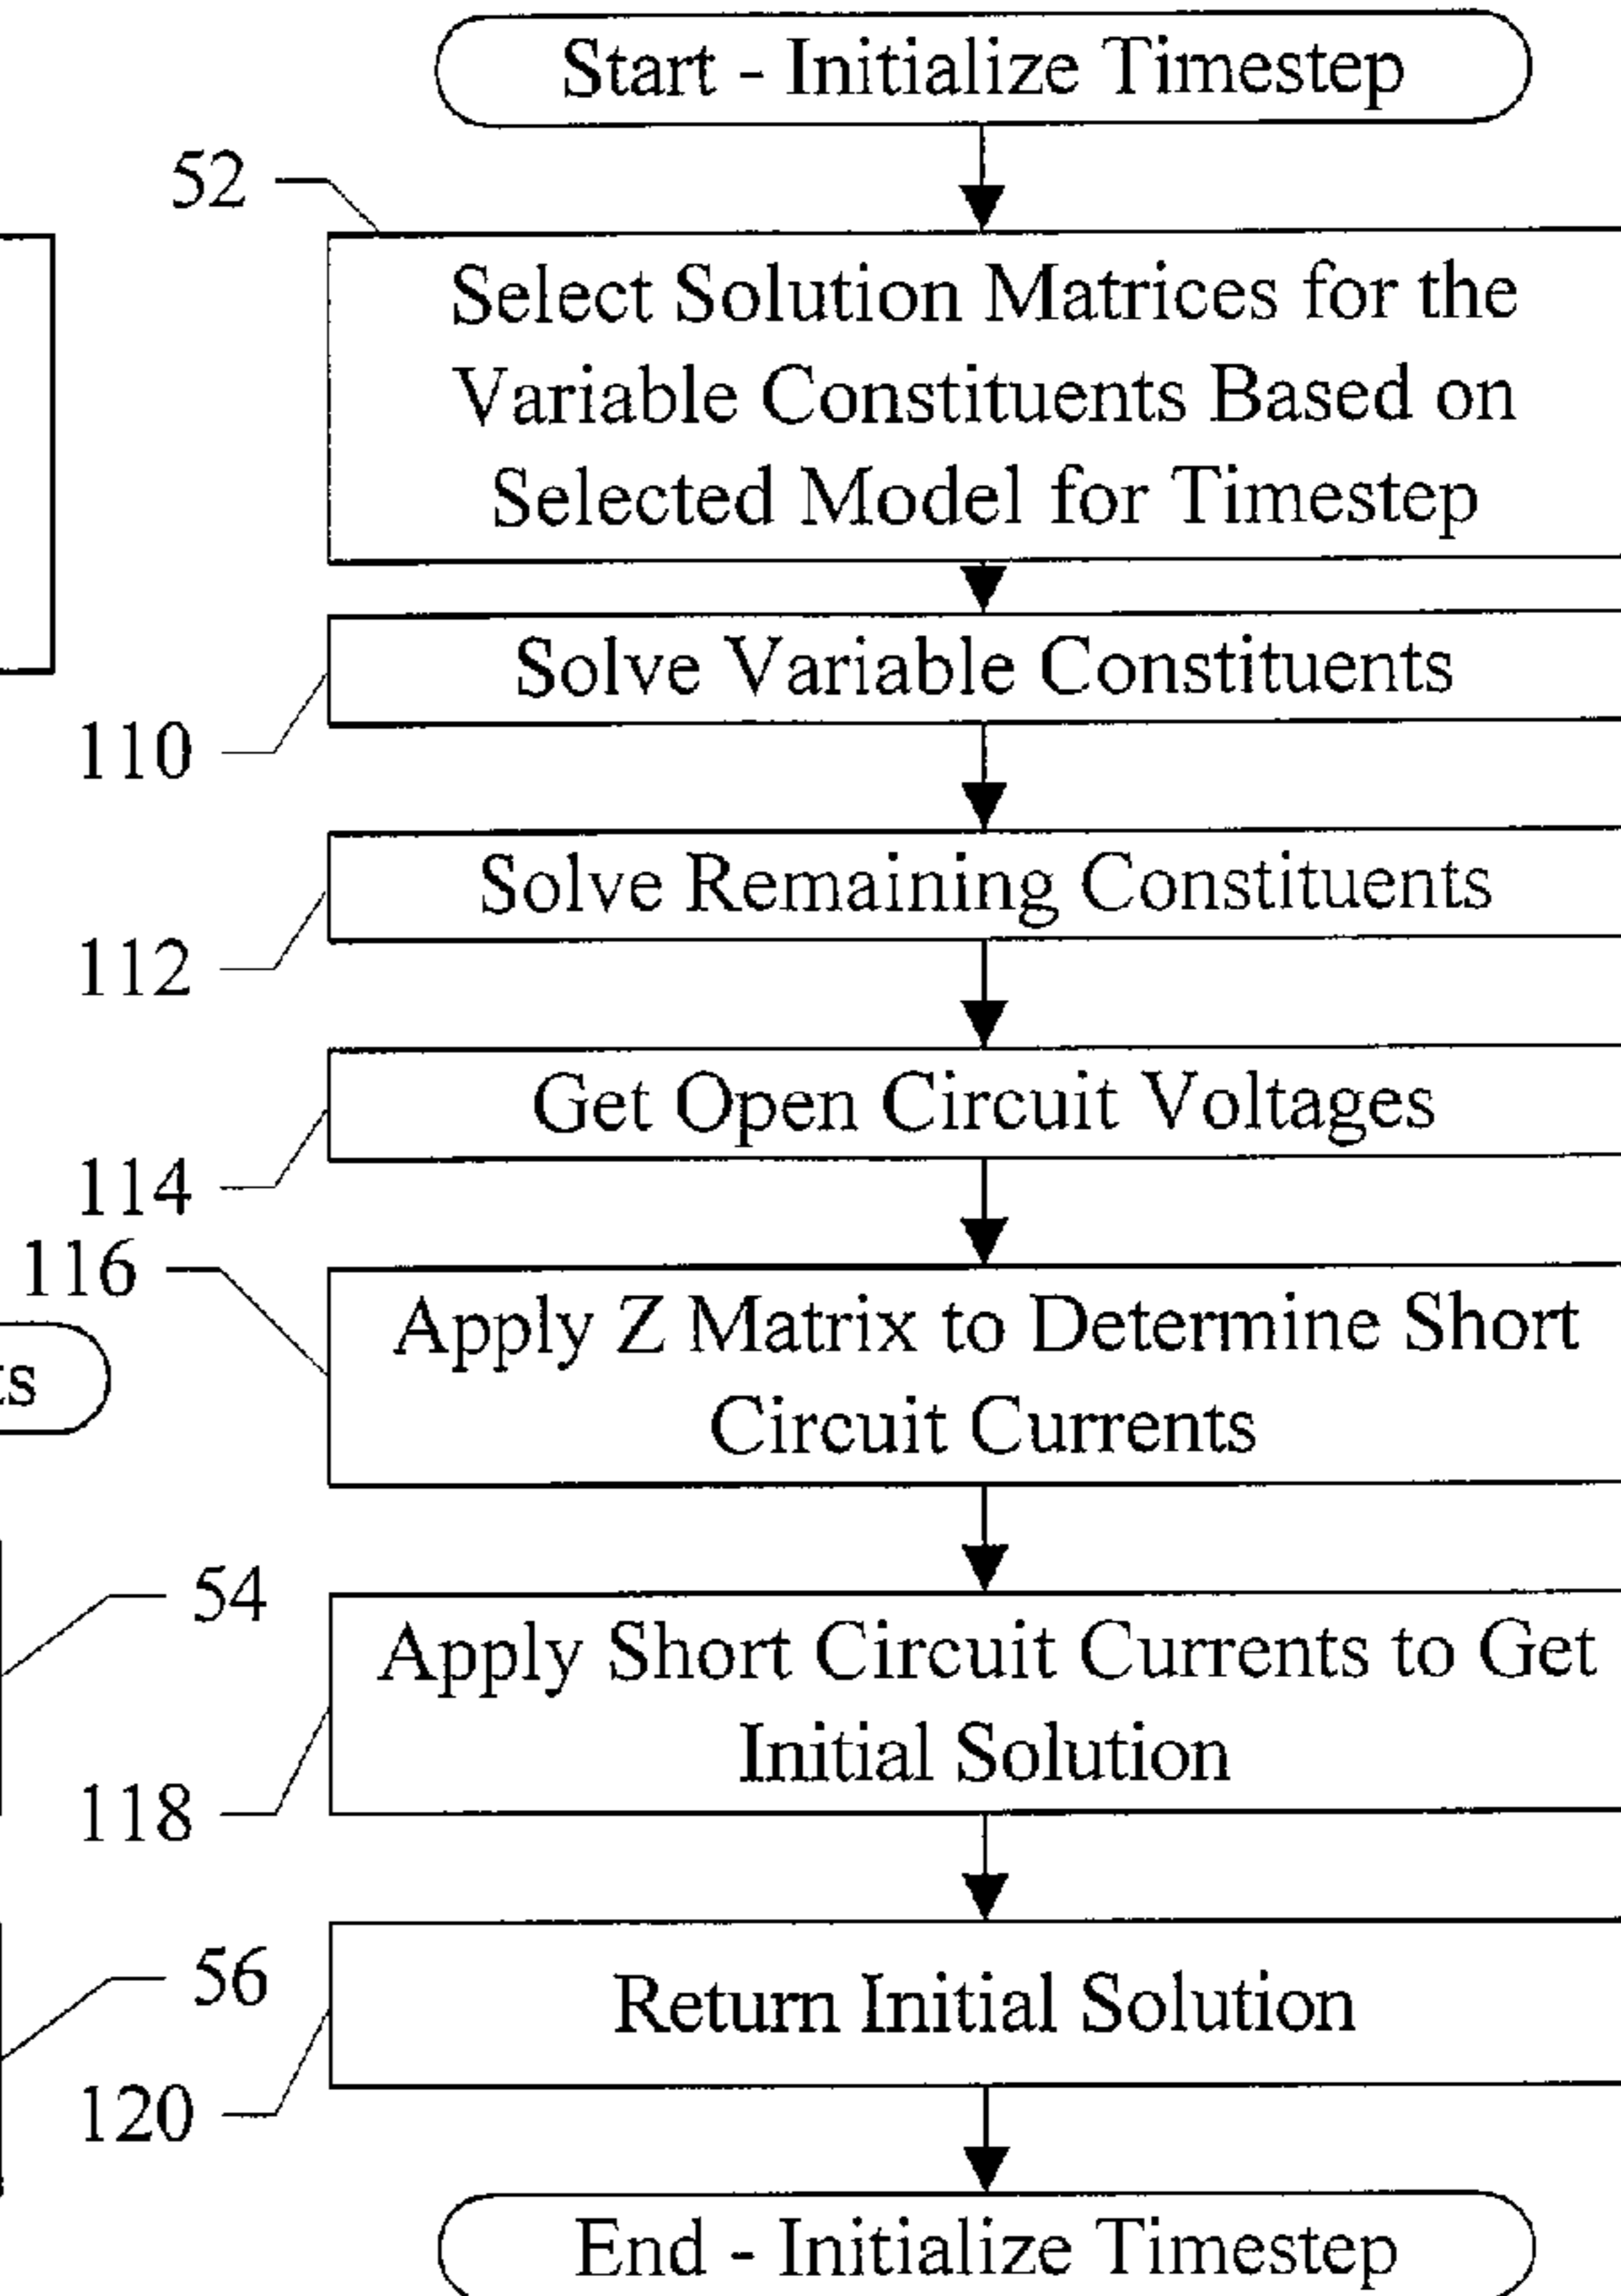 Start - Initialize Timestep
52
Select Solution Matrices for the
Variable Constituents Based on
Selected Model for Timestep
Solve Variable Constituents
110
Solve Remaining Constituents
112
Get Open Circuit Voltages
114
116
Apply Z Matrix to Determine Short
Circuit Currents
54
Apply Short Circuit Currents to Get
Initial Solution
118
56
Return Initial Solution
120
End - Initialize Timestep